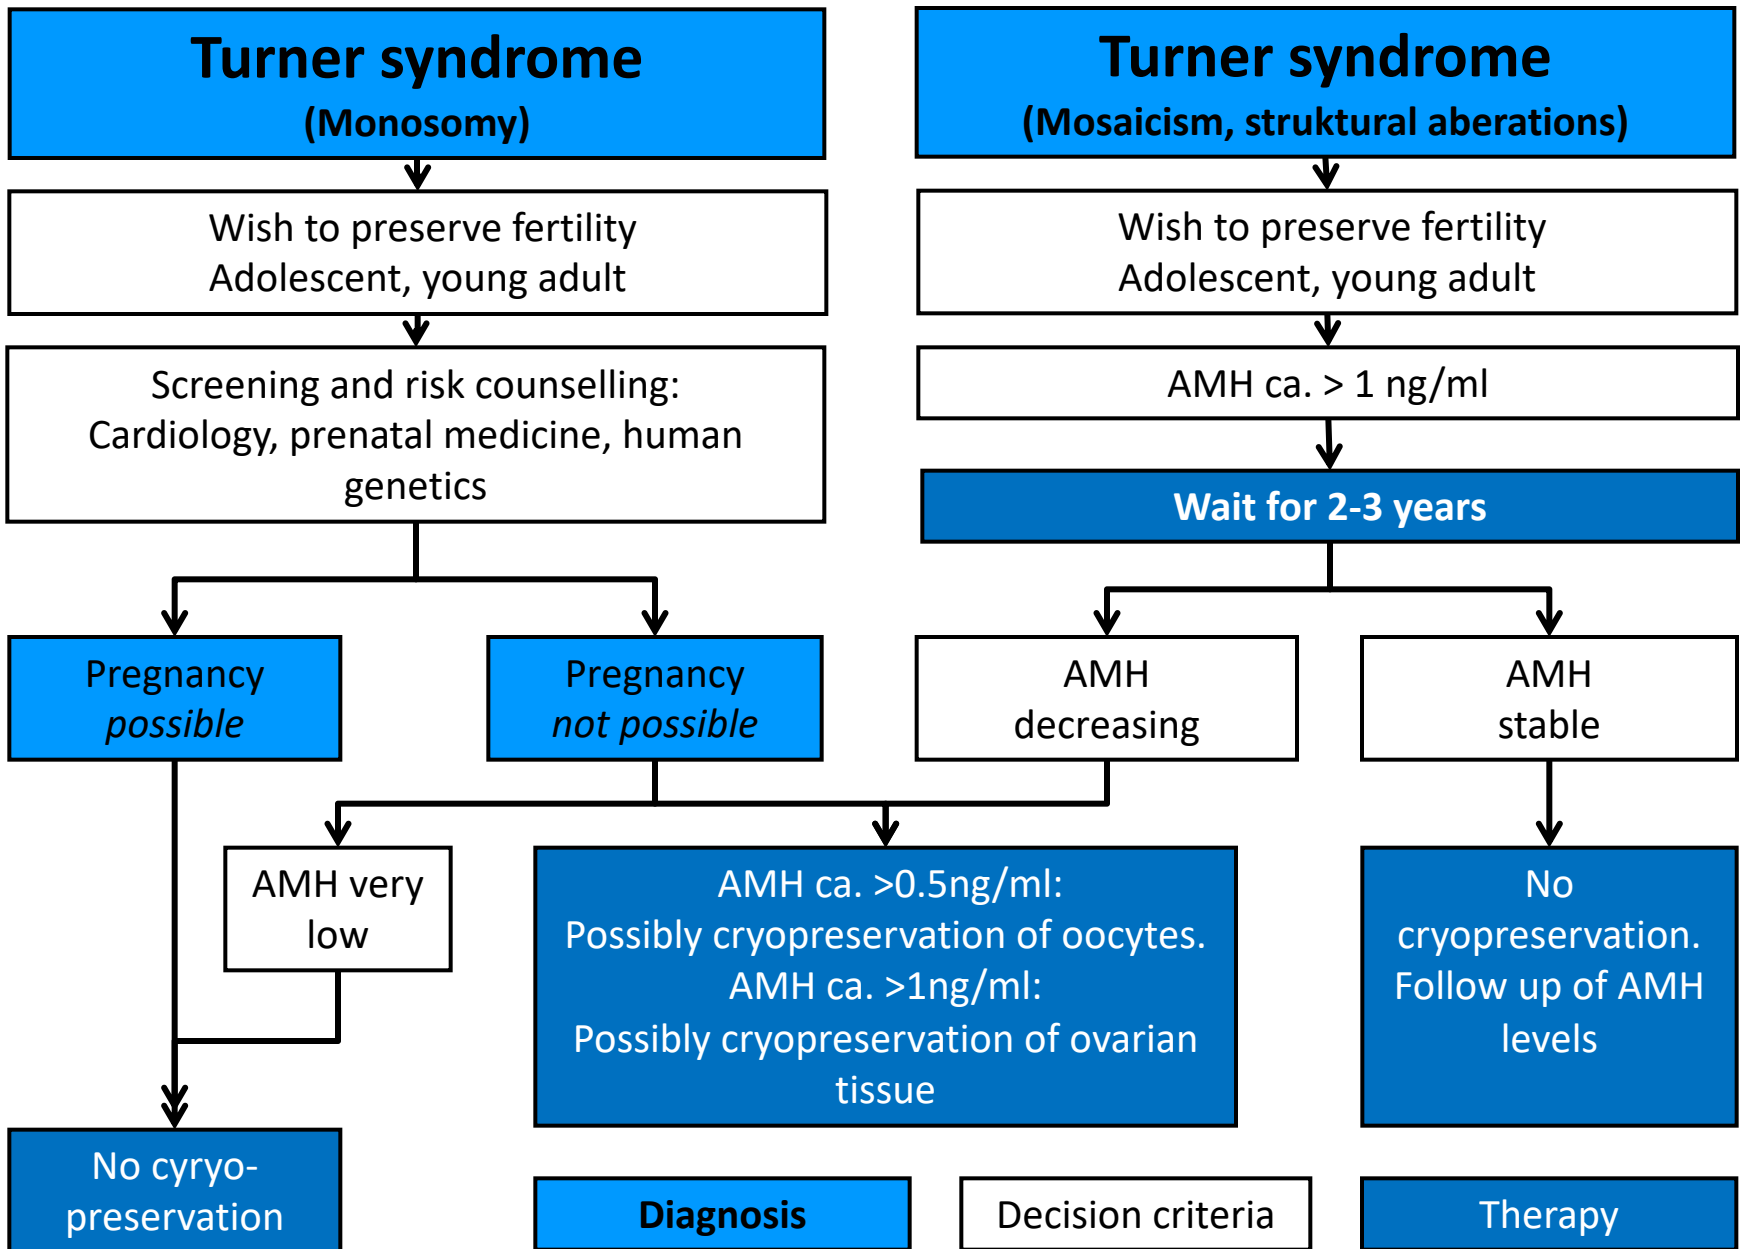 Turner syndrome
(Monosomy)
Wish to preserve fertility
Adolescent, young adult
Screening and risk counselling:
Cardiology, prenatal medicine, human
genetics
Pregnancy
possible
Pregnancy
not possible
AMH very
low
No cyryo-
preservation
Turner syndrome
(Mosaicism, struktural aberations)
Wish to preserve fertility
Adolescent, young adult
AMH ca. > 1 ng/ml
Wait for 2-3 years
AMH
decreasing
AMH
stable
AMH ca. >0.5ng/ml:
Possibly cryopreservation of oocytes.
AMH ca. >1ng/ml:
Possibly cryopreservation of ovarian
tissue
No
cryopreservation.
Follow up of AMH
levels
Diagnosis
Decision criteria
Therapy